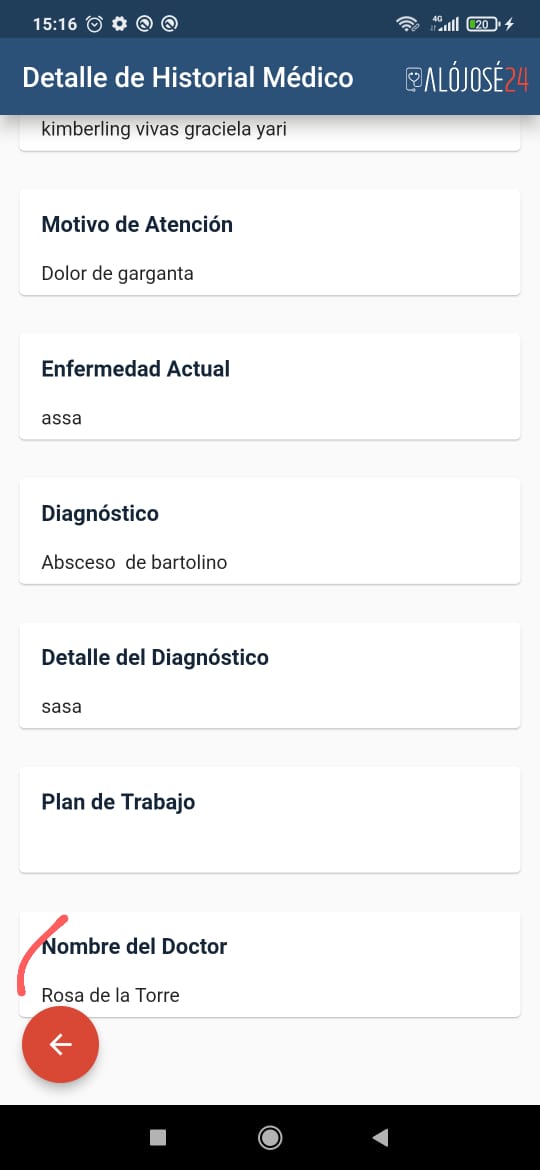 15:16
4G
20
Detalle de Historial Médico
ALÓJOSÉ24
kimberling vivas graciela yari
Motivo de Atención
Dolor de garganta
Enfermedad Actual
assa
Diagnóstico
Absceso  de bartolino
Detalle del Diagnóstico
sasa
Plan de Trabajo
Nombre del Doctor
Rosa de la Torre